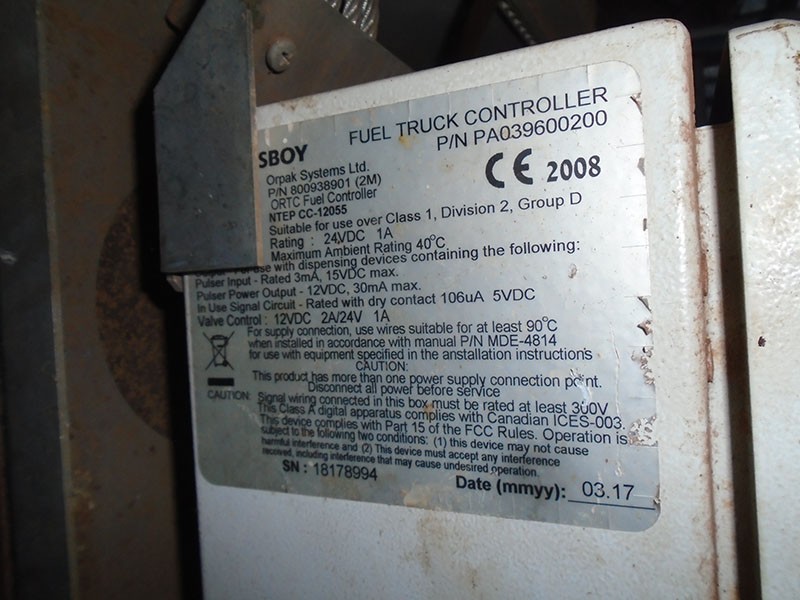 FUEL TRUCK CONTROLLER
P/N PA039600200
SBOY
Orpak Systems Ltd.
P/N 800938901 (2M)
ORTC Fuel Controller
NTEP CC-12055
CE 2008
Suitable for use over Class 1, Division 2, Group D
Rating : 24VDC 1A
Maximum Ambient Rating 40°C
use with dispensing devices containing the following:
Pulser Input - Rated 3mA, 15VDC max.
Pulser Power Output - 12VDC, 30mA max.
In Use Signal Circuit - Rated with dry contact 106uA 5VDC
Valve Control : 12VDC 2A/24V 1A
For supply connection, use wires suitable for at least 90°C
when installed in accordance with manual P/N MDE-4814
for use with equipment specified in the anstallation instructions
CAUTION:
This product has more than one power supply connection point.
Disconnect all power before service
CAUTION: Signal wiring connected in this box must be rated at least 300V
This Class A digital apparatus complies with Canadian ICES-003.
This device complies with Part 15 of the FCC Rules. Operation is
subject to the following two conditions: (1) this device may not cause
harmful interference and (2) This device must accept any interference
received, including interference that may cause undesired operation.
SN : 18178994
Date (mmyy): 03.17